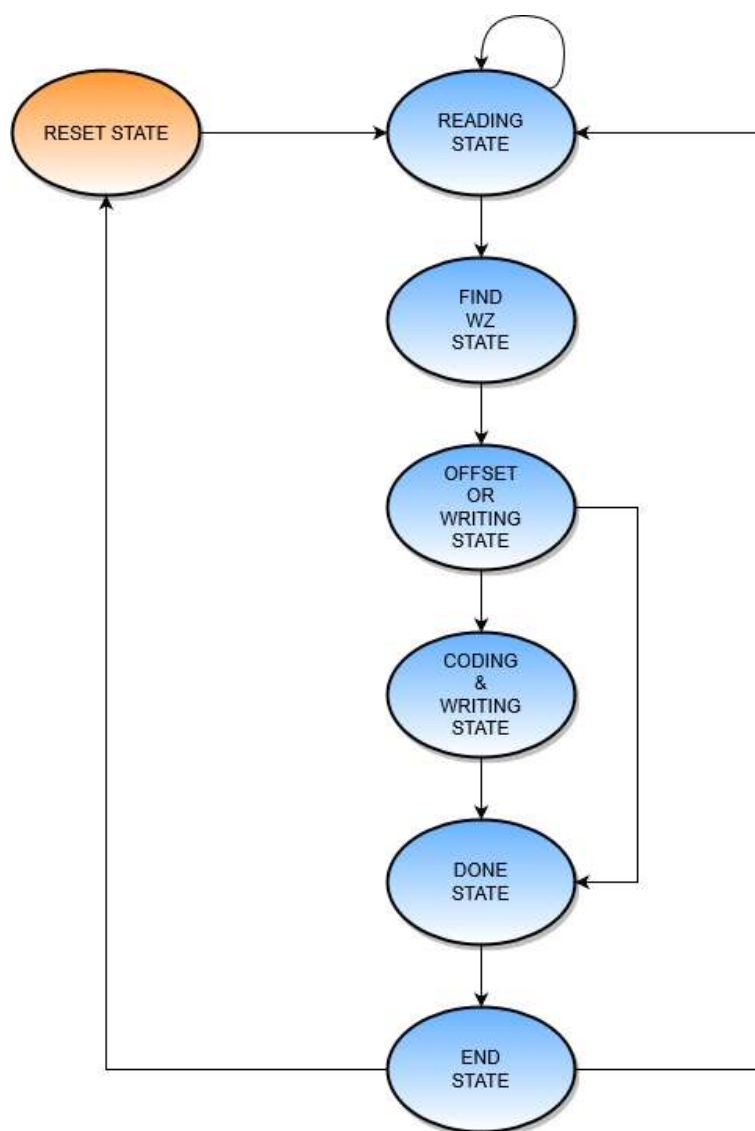 RESET STATE
READING
STATE
FIND
WZ
STATE
OFFSET
OR
WRITING
STATE
CODING
&
WRITING
STATE
DONE
STATE
END
STATE